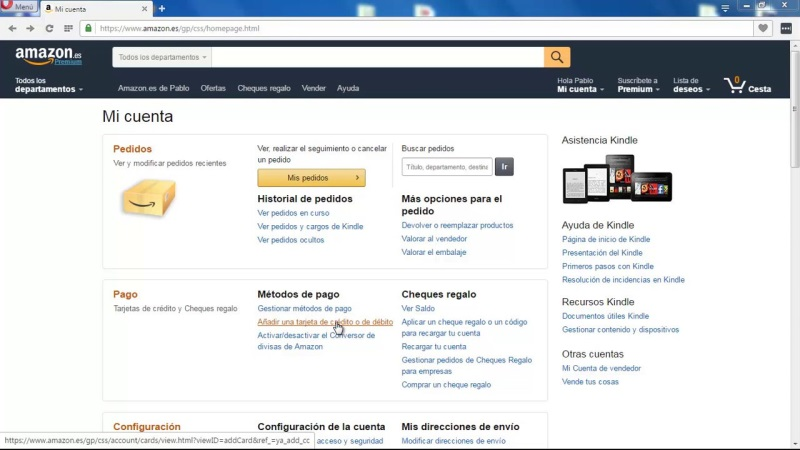 Menú
Mi cuenta
https://www.amazon.es/gp/css/homepage.html
amazon.es
Premium
Todos los departamentos
Todos los
departamentos
Amazon.es de Pablo
Ofertas
Cheques regalo
Vender
Ayuda
Hola Pablo
Mi cuenta
Suscríbete a
Premium
Lista de
deseos
0
Cesta
Mi cuenta
Pedidos
Ver y modificar pedidos recientes
Ver, realizar el seguimiento o cancelar
un pedido
Mis pedidos
Historial de pedidos
Ver pedidos en curso
Ver pedidos y cargos de Kindle
Ver pedidos ocultos
Buscar pedidos
Título, departamento, destina
Ir
Más opciones para el
pedido
Devolver o reemplazar productos
Valorar al vendedor
Valorar el embalaje
Pago
Tarjetas de crédito y Cheques regalo
Métodos de pago
Gestionar métodos de pago
Añadir una tarjeta de crédito o de débito
Activar/desactivar el Conversor de
divisas de Amazon
Cheques regalo
Ver Saldo
Aplicar un cheque regalo o un código
para recargar tu cuenta
Recargar tu cuenta
Gestionar pedidos de Cheques Regalo
para empresas
Comprar un cheque regalo
Configuración
Configuración de la cuenta
acceso y seguridad
Mis direcciones de envío
Modificar direcciones de envío
Asistencia Kindle
Ayuda de Kindle
Página de inicio de Kindle
Presentación del Kindle
Primeros pasos con Kindle
Resolución de incidencias en Kindle
Recursos Kindle
Documentos útiles Kindle
Gestionar contenido y dispositivos
Otras cuentas
Mi Cuenta de vendedor
Vende tus cosas
https://www.amazon.es/gp/css/account/cards/view.html?viewID=addCard&ref_=ya_add_cc